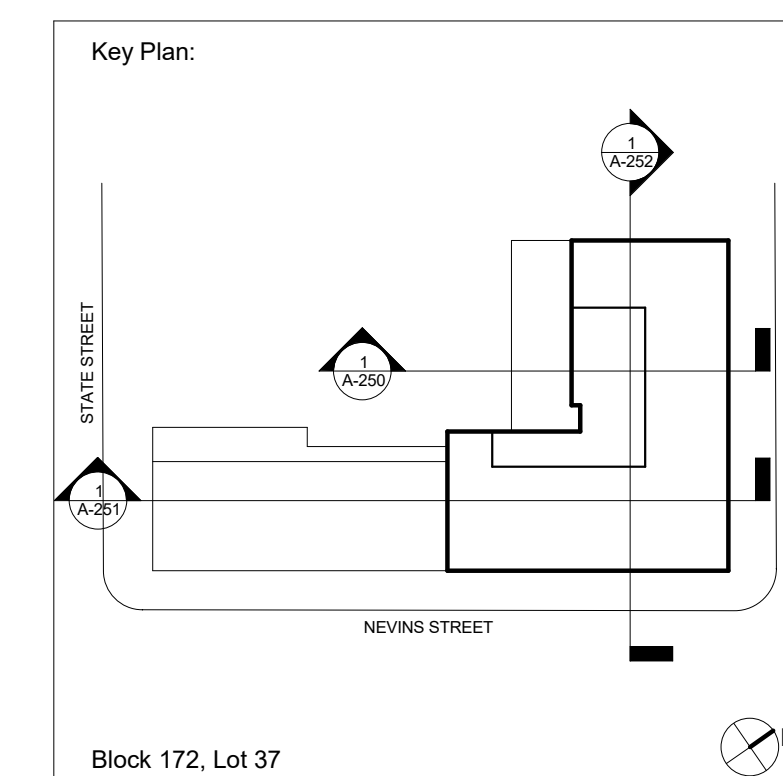 Key Plan:
1
A-252
STATE STREET
1
A-250
1
A-251
NEVINS STREET
Block 172, Lot 37